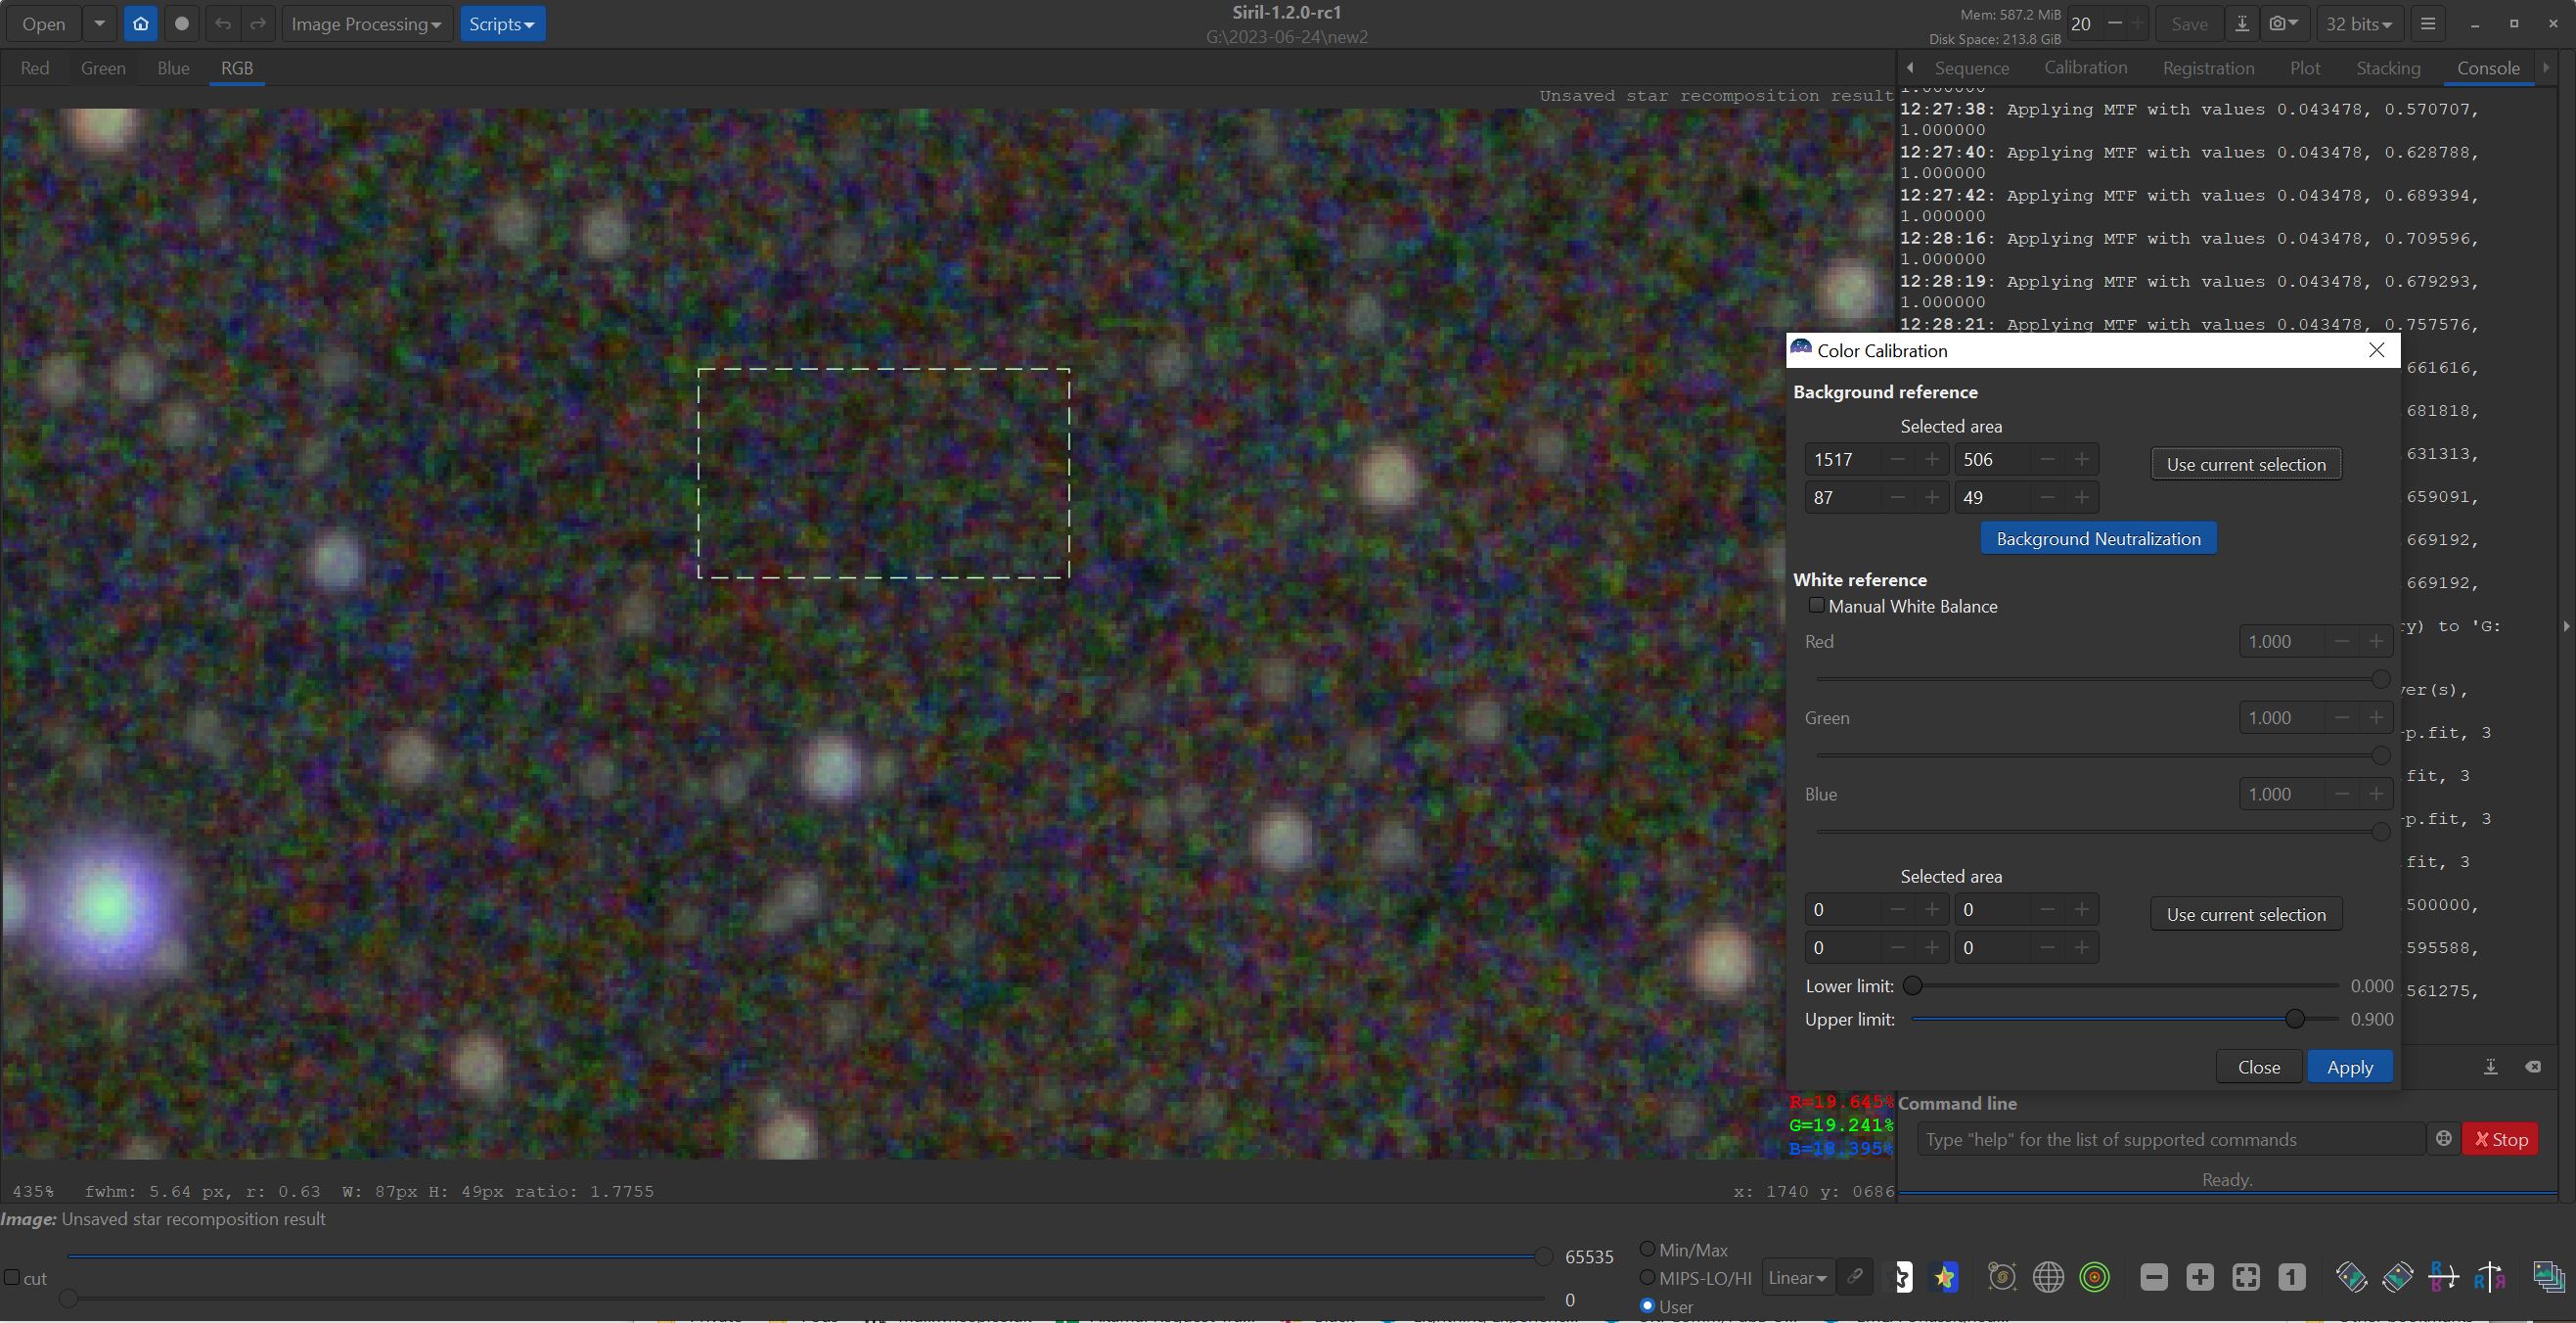 Open
Image Processing
Scripts
Siril-1.2.0-rc1
G:\2023-06-24\new2
Mem: 587.2 MiB
Disk Space: 213.8 GiB
20
Save
32 bits
Red Green Blue RGB
Sequence Calibration Registration Plot Stacking Console
Unsaved star recomposition result
1.000000
12:27:38: Applying MTF with values 0.043478, 0.570707,
1.000000
12:27:40: Applying MTF with values 0.043478, 0.628788,
1.000000
12:27:42: Applying MTF with values 0.043478, 0.689394,
1.000000
12:28:16: Applying MTF with values 0.043478, 0.709596,
1.000000
12:28:19: Applying MTF with values 0.043478, 0.679293,
1.000000
12:28:21: Applying MTF with values 0.043478, 0.757576,
661616,
681818,
631313,
659091,
669192,
669192,
ry) to 'G:
yer(s),
p.fit, 3
fit, 3
p.fit, 3
fit, 3
500000,
595588,
561275,
Color Calibration
Background reference
Selected area
1517 506
Use current selection
87 49
Background Neutralization
White reference
Manual White Balance
Red 1.000
Green 1.000
Blue 1.000
Selected area
0 0
Use current selection
0 0
Lower limit: 0.000
Upper limit: 0.900
Close Apply
R=19.645%
G=19.241%
B=18.395%
Command line
Type "help" for the list of supported commands
Stop
Ready.
435% fwhm: 5.64 px, r: 0.63 W: 87px H: 49px ratio: 1.7755
x: 1740 y: 0686
Image: Unsaved star recomposition result
65535
cut
0
Min/Max
MIPS-LO/HI
User
Linear